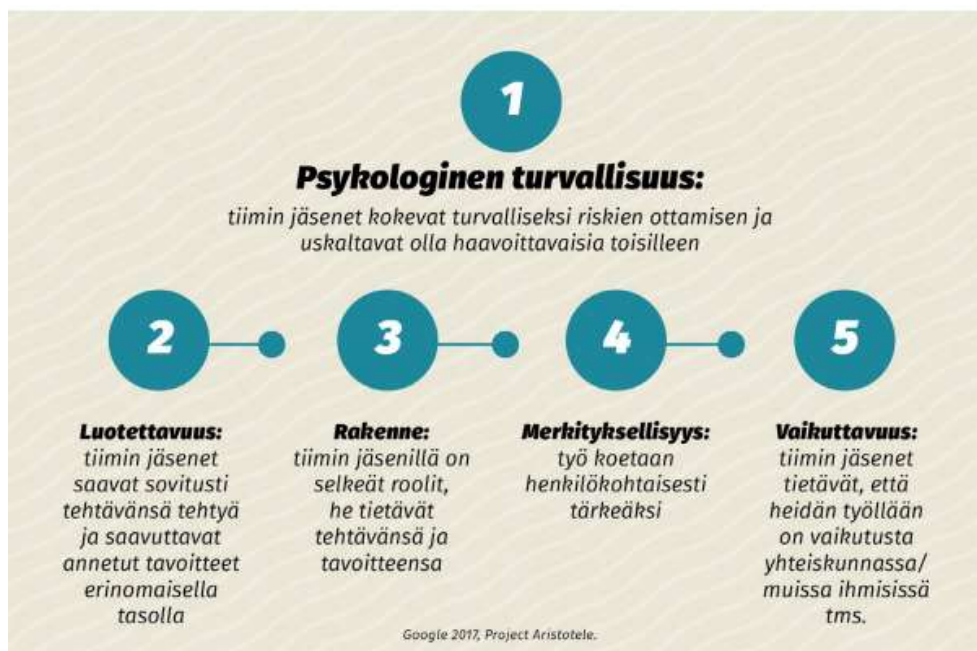 1
Psykologinen turvallisuus:
tiimin jäsenet kokevat turvalliseksi riskien ottamisen ja
uskaltavat olla haavoittavaisia toisilleen
2
Luotettavuus:
tiimin jäsenet
saavat sovitusti
tehtävänsä tehtyä
ja saavuttavat
annetut tavoitteet
erinomaisella
tasolla
3
Rakenne:
tiimin jäsenillä on
selkeät roolit,
he tietävät
tehtävänsä ja
tavoitteensa
4
Merkityksellisyys:
työ koetaan
henkilökohtaisesti
tärkeäksi
5
Vaikuttavuus:
tiimin jäsenet
tietävät, että
heidän työllään
on vaikutusta
yhteiskunnassa/
muissa ihmisissä
tms.
Google 2017, Project Aristotele.